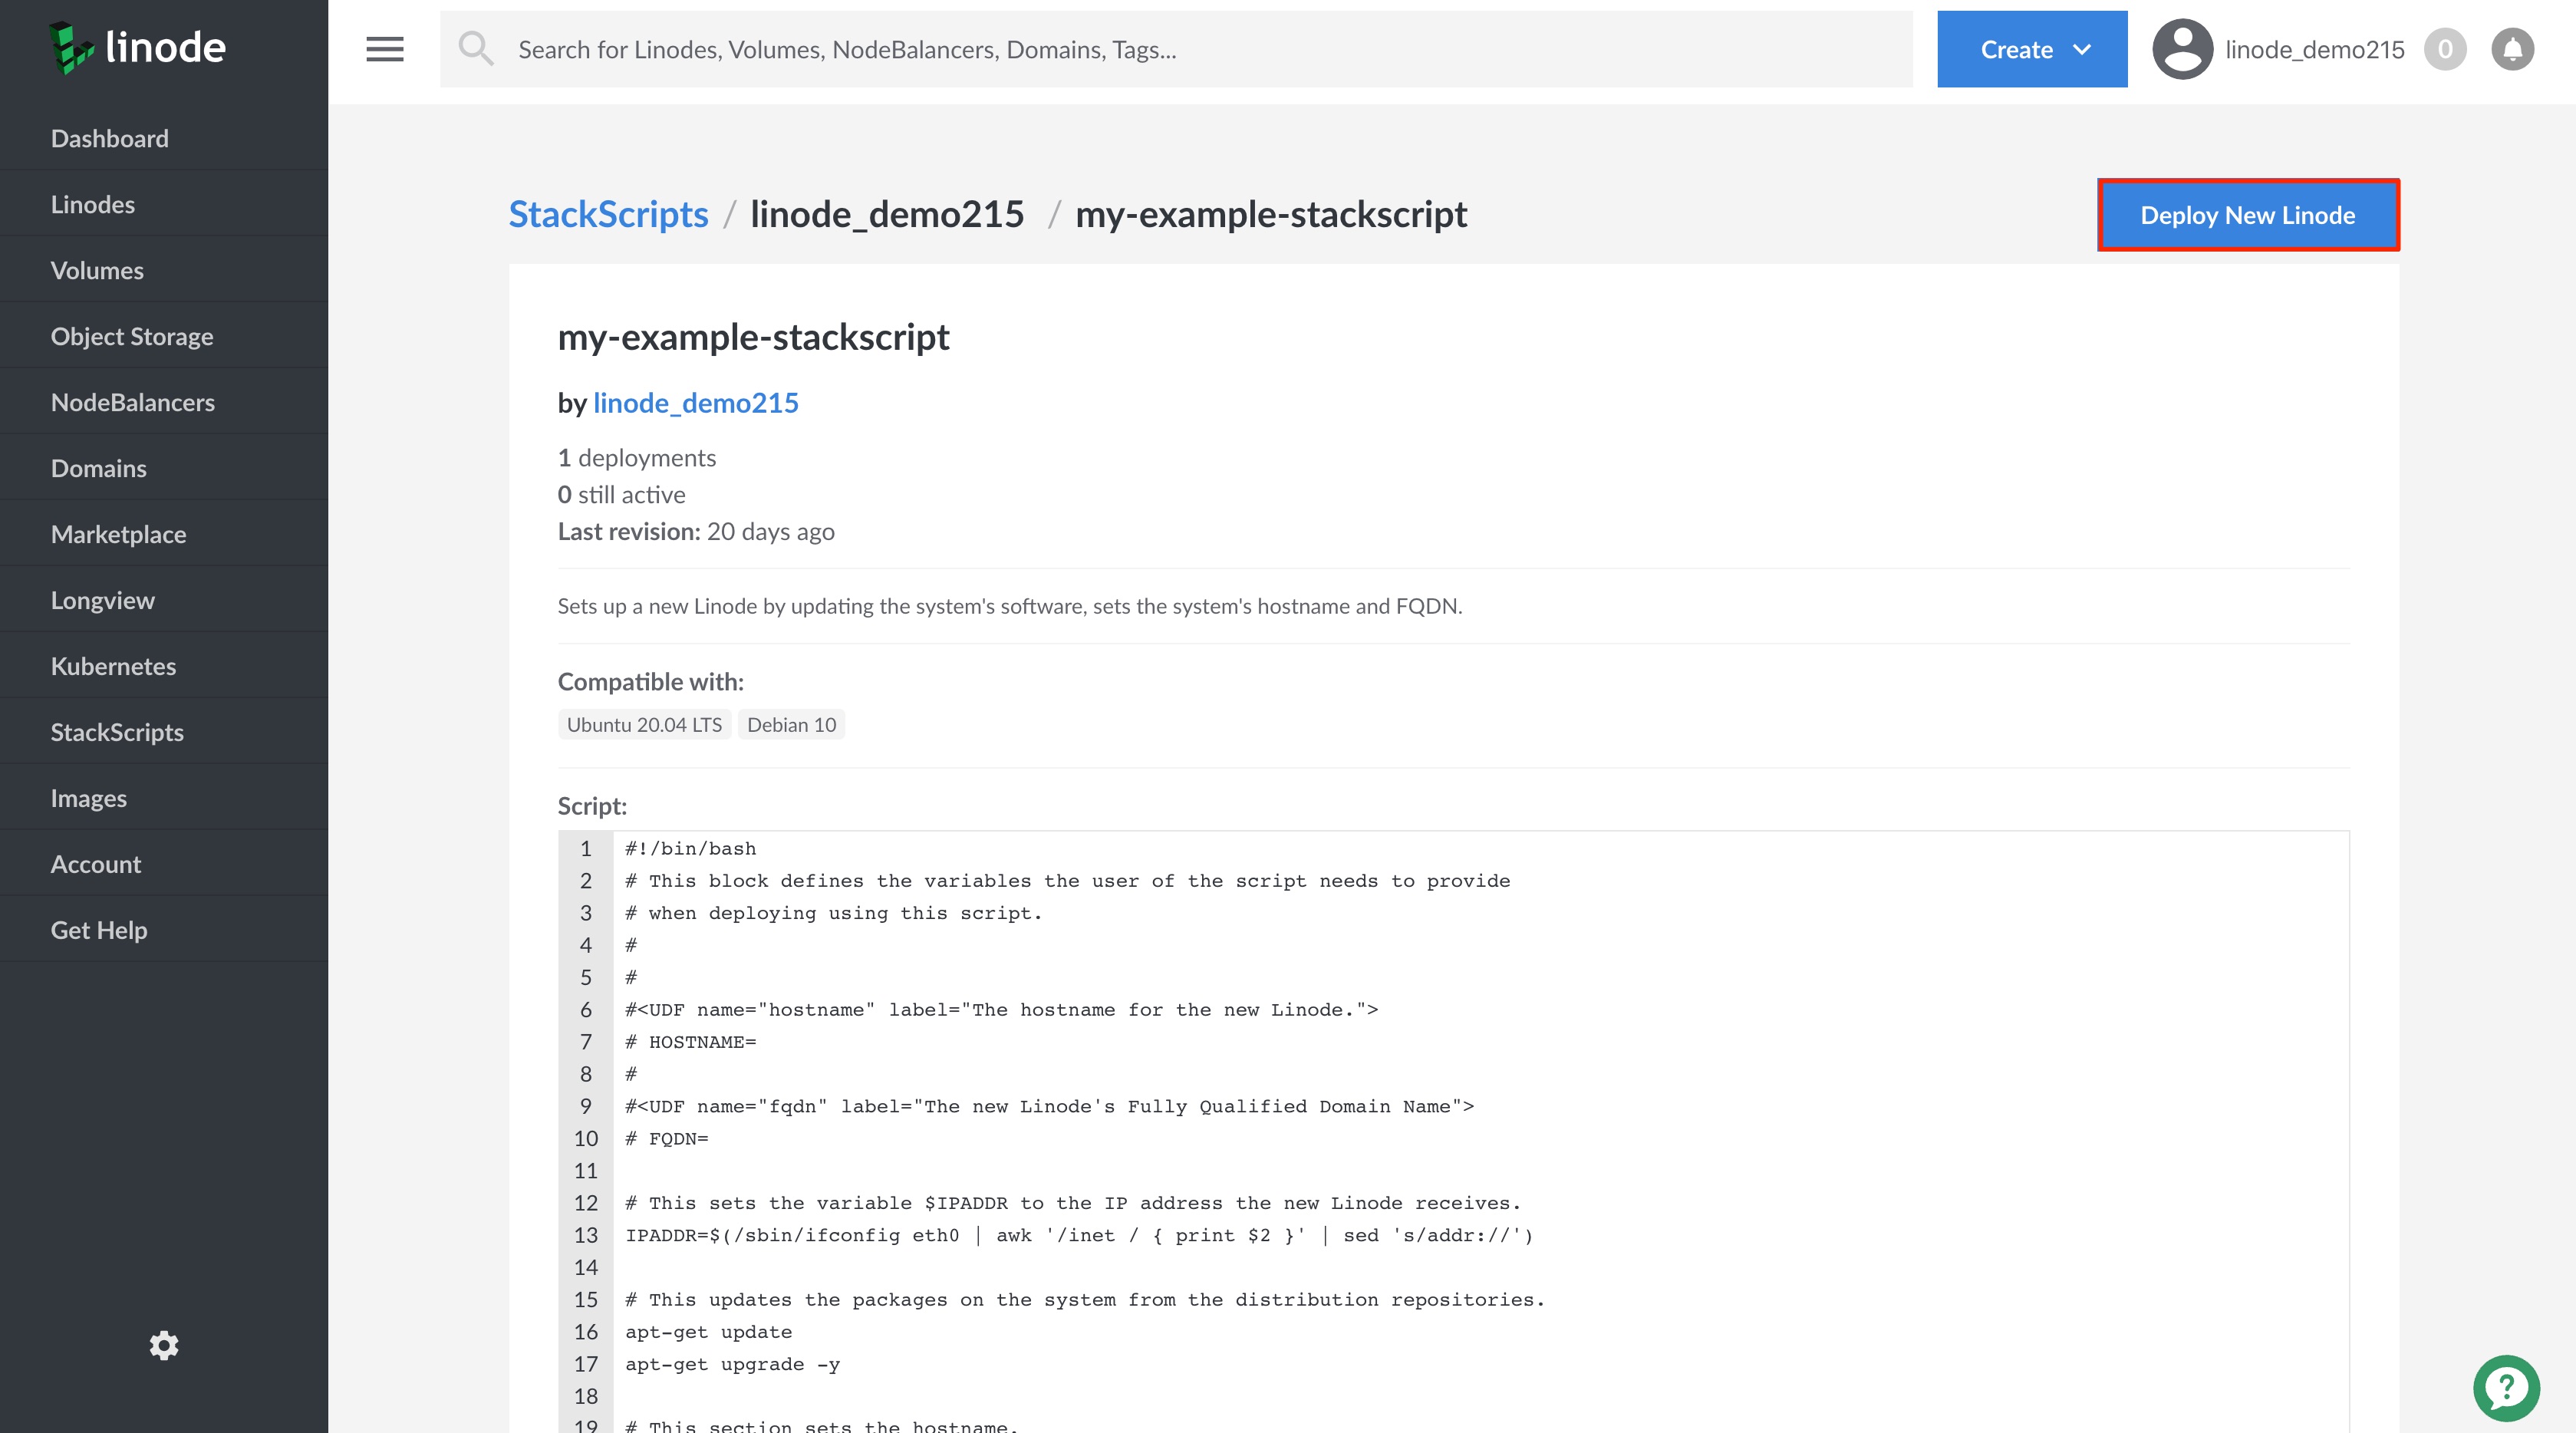 linode
Search for Linodes, Volumes, NodeBalancers, Domains, Tags...
Create
linode_demo215
0
Dashboard
Linodes
Volumes
Object Storage
NodeBalancers
Domains
Marketplace
Longview
Kubernetes
StackScripts
Images
Account
Get Help
StackScripts / linode_demo215 / my-example-stackscript
Deploy New Linode
my-example-stackscript
by linode_demo215
1 deployments
0 still active
Last revision: 20 days ago
Sets up a new Linode by updating the system's software, sets the system's hostname and FQDN.
Compatible with:
Ubuntu 20.04 LTS Debian 10
Script:
1 #!/bin/bash
2 # This block defines the variables the user of the script needs to provide
3 # when deploying using this script.
4 #
5 #
6 #<UDF name="hostname" label="The hostname for the new Linode.">
7 # HOSTNAME=
8 #
9 #<UDF name="fqdn" label="The new Linode's Fully Qualified Domain Name">
10 # FQDN=
11
12 # This sets the variable $IPADDR to the IP address the new Linode receives.
13 IPADDR=$(/sbin/ifconfig eth0 | awk '/inet / { print $2 }' | sed 's/addr://')
14
15 # This updates the packages on the system from the distribution repositories.
16 apt-get update
17 apt-get upgrade -y
18
19 # This section sets the hostname.